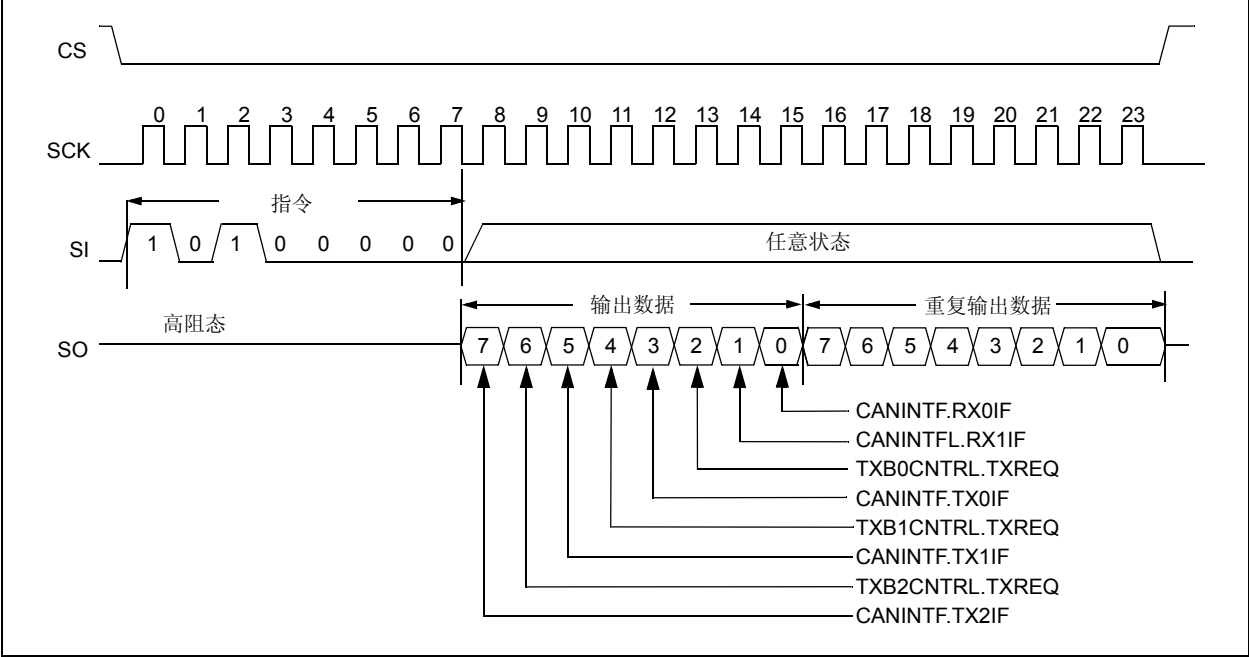 CS
0 1 2 3 4 5 6 7 8 9 10 11 12 13 14 15 16 17 18 19 20 21 22 23
SCK
指令
SI 1 0 1 0 0 0 0 0 任意状态
输出数据 重复输出数据
高阻态
SO 7 6 5 4 3 2 1 0 7 6 5 4 3 2 1 0
CANINTF.RX0IF
CANINTFL.RX1IF
TXB0CNTRL.TXREQ
CANINTF.TX0IF
TXB1CNTRL.TXREQ
CANINTF.TX1IF
TXB2CNTRL.TXREQ
CANINTF.TX2IF